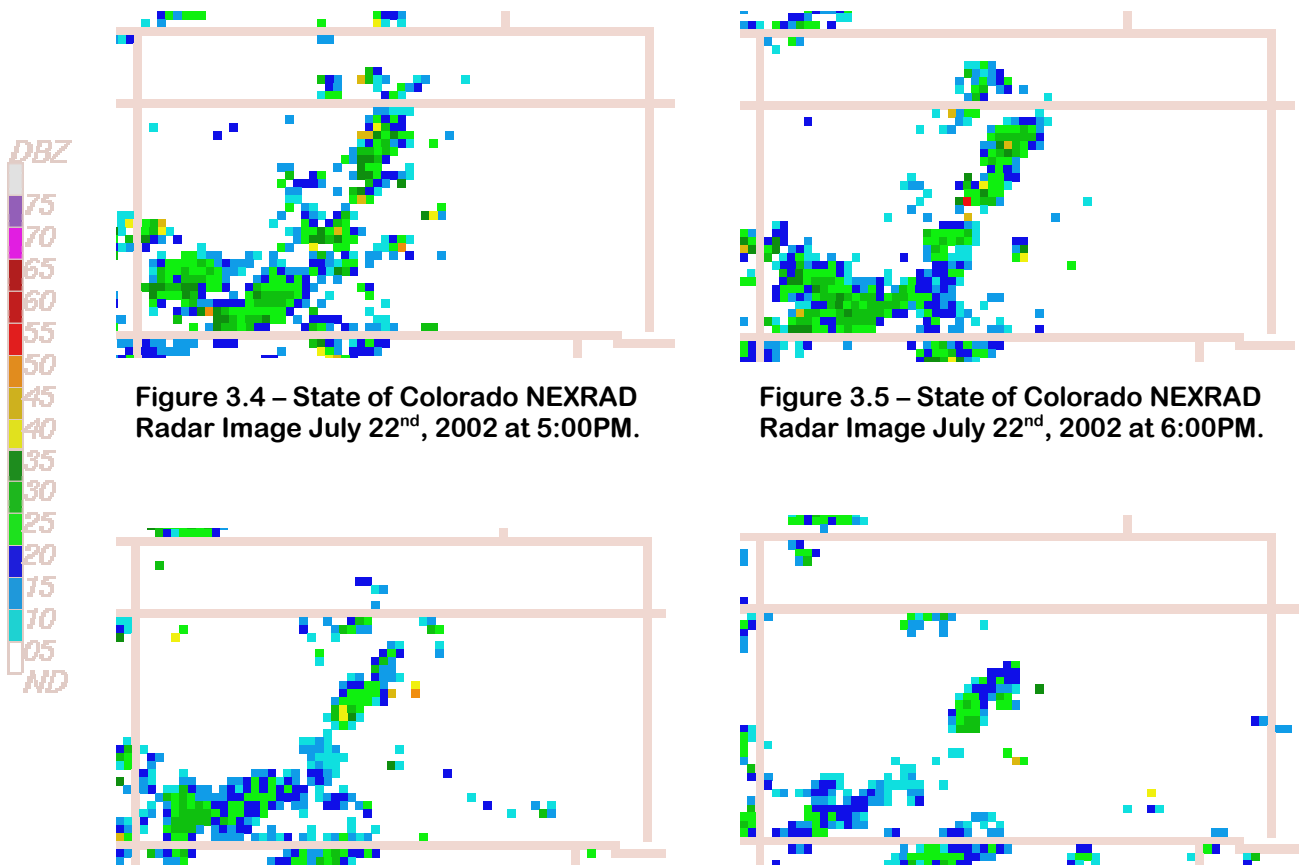 DBZ
75
70
65
60
55
50
45
40
35
30
25
20
15
10
05
ND
Figure 3.4 – State of Colorado NEXRAD
Radar Image July 22nd, 2002 at 5:00PM.
Figure 3.5 – State of Colorado NEXRAD
Radar Image July 22nd, 2002 at 6:00PM.